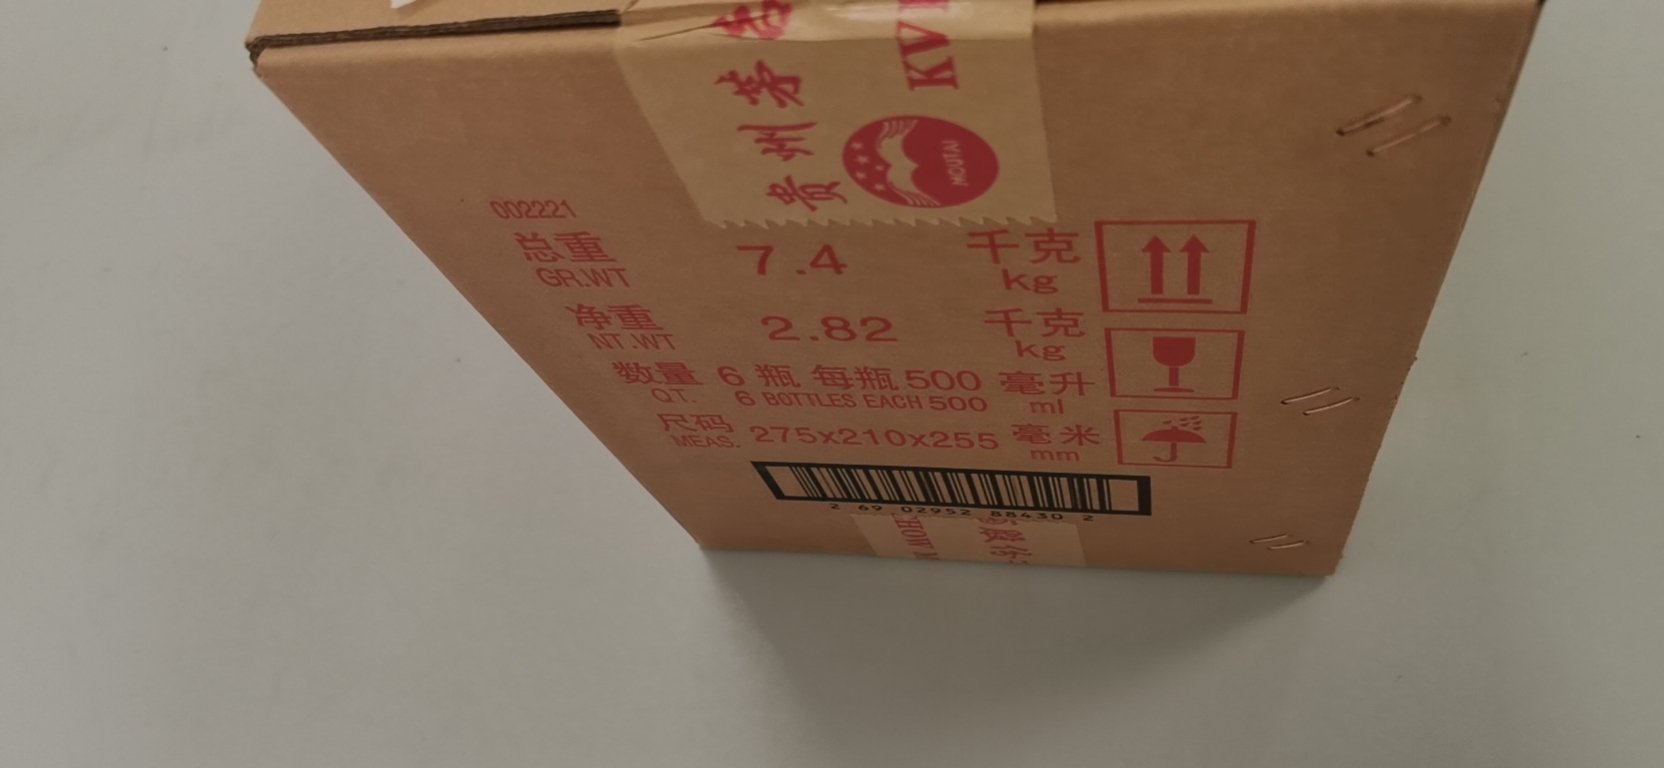 贵州茅
KV
MOUTAI
002221
总重 7.4 千克
GR.WT kg
净重 2.82 千克
NT.WT kg
数量 6 瓶 每瓶 500 毫升
QT. 6 BOTTLES EACH 500 ml
尺码 275x210x255 毫米
MEAS. mm
2 69 02952 88430 2